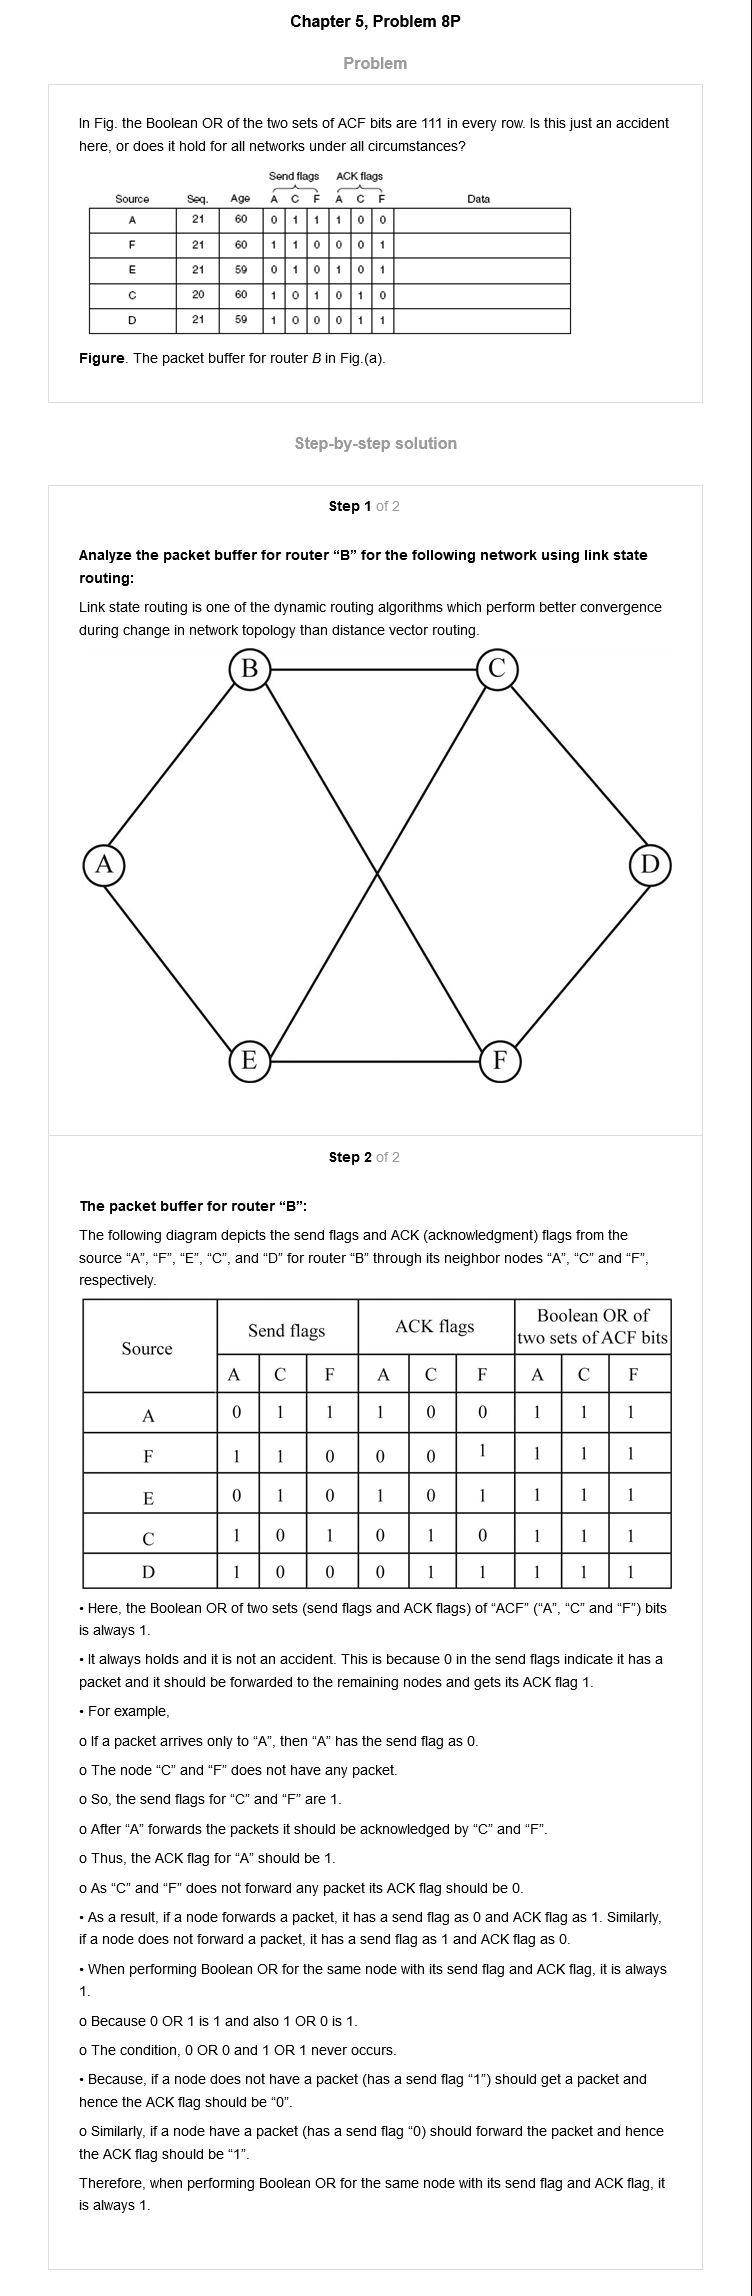 Chapter 5, Problem 8P
Problem
In Fig. the Boolean OR of the two sets of ACF bits are 111 in every row. Is this just an accident
here, or does it hold for all networks under all circumstances?
Send flags ACK flags
Source Seq. Age A C F A C F Data
A 21 60 0 1 1 1 0 0
F 21 60 1 1 0 0 0 1
E 21 59 0 1 0 1 0 1
C 20 60 1 0 1 0 1 0
D 21 59 1 0 0 0 1 1
Figure. The packet buffer for router B in Fig.(a).
Step-by-step solution
Step 1 of 2
Analyze the packet buffer for router “B” for the following network using link state
routing:
Link state routing is one of the dynamic routing algorithms which perform better convergence
during change in network topology than distance vector routing.
B C
A D
E F
Step 2 of 2
The packet buffer for router “B”:
The following diagram depicts the send flags and ACK (acknowledgment) flags from the
source “A”, “F”, “E”, “C”, and “D” for router “B” through its neighbor nodes “A”, “C” and “F”,
respectively.
Source Send flags ACK flags Boolean OR of
two sets of ACF bits
A C F A C F A C F
A 0 1 1 1 0 0 1 1 1
F 1 1 0 0 0 1 1 1 1
E 0 1 0 1 0 1 1 1 1
C 1 0 1 0 1 0 1 1 1
D 1 0 0 0 1 1 1 1 1
• Here, the Boolean OR of two sets (send flags and ACK flags) of “ACF” (“A”, “C” and “F”) bits
is always 1.
• It always holds and it is not an accident. This is because 0 in the send flags indicate it has a
packet and it should be forwarded to the remaining nodes and gets its ACK flag 1.
• For example,
o If a packet arrives only to “A”, then “A” has the send flag as 0.
o The node “C” and “F” does not have any packet.
o So, the send flags for “C” and “F” are 1.
o After “A” forwards the packets it should be acknowledged by “C” and “F”.
o Thus, the ACK flag for “A” should be 1.
o As “C” and “F” does not forward any packet its ACK flag should be 0.
• As a result, if a node forwards a packet, it has a send flag as 0 and ACK flag as 1. Similarly,
if a node does not forward a packet, it has a send flag as 1 and ACK flag as 0.
• When performing Boolean OR for the same node with its send flag and ACK flag, it is always
1.
o Because 0 OR 1 is 1 and also 1 OR 0 is 1.
o The condition, 0 OR 0 and 1 OR 1 never occurs.
• Because, if a node does not have a packet (has a send flag “1”) should get a packet and
hence the ACK flag should be “0”.
o Similarly, if a node have a packet (has a send flag “0) should forward the packet and hence
the ACK flag should be “1”.
Therefore, when performing Boolean OR for the same node with its send flag and ACK flag, it
is always 1.